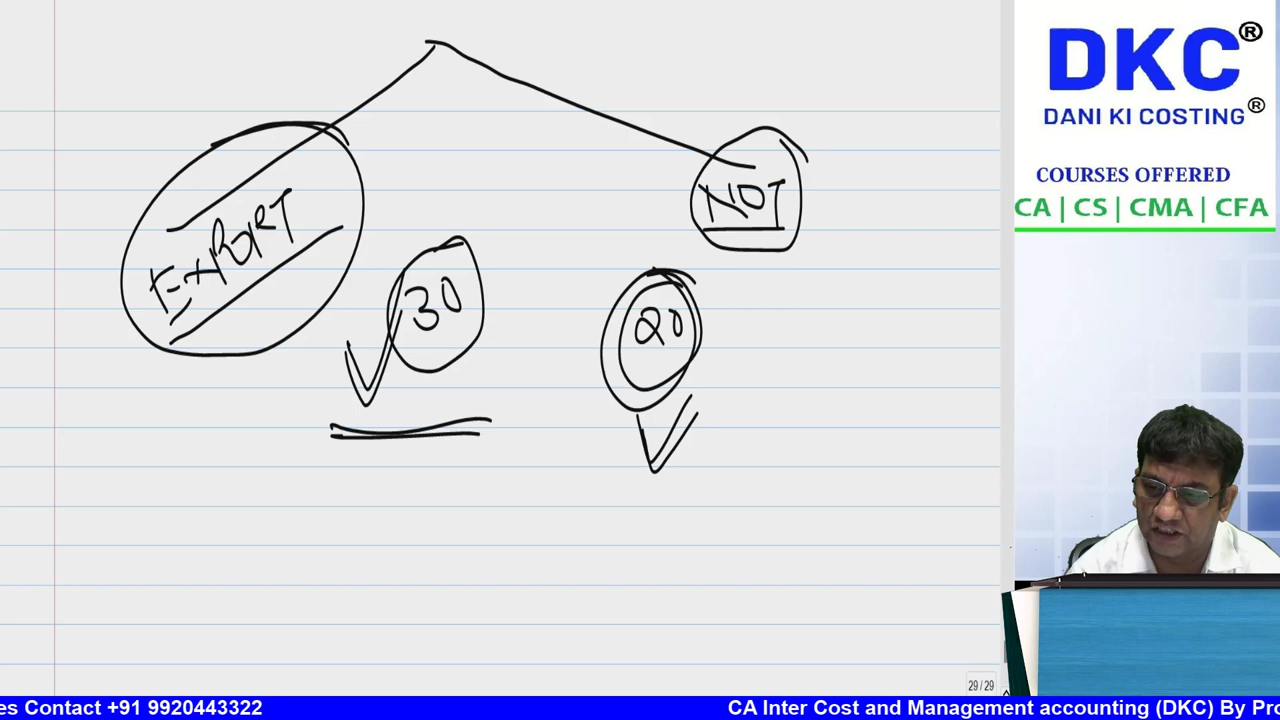 EXPORT
NOT
30
20
29/29
DKC®
DANI KI COSTING®
COURSES OFFERED
CA | CS | CMA | CFA
es Contact +91 9920443322
CA Inter Cost and Management accounting (DKC) By Pro